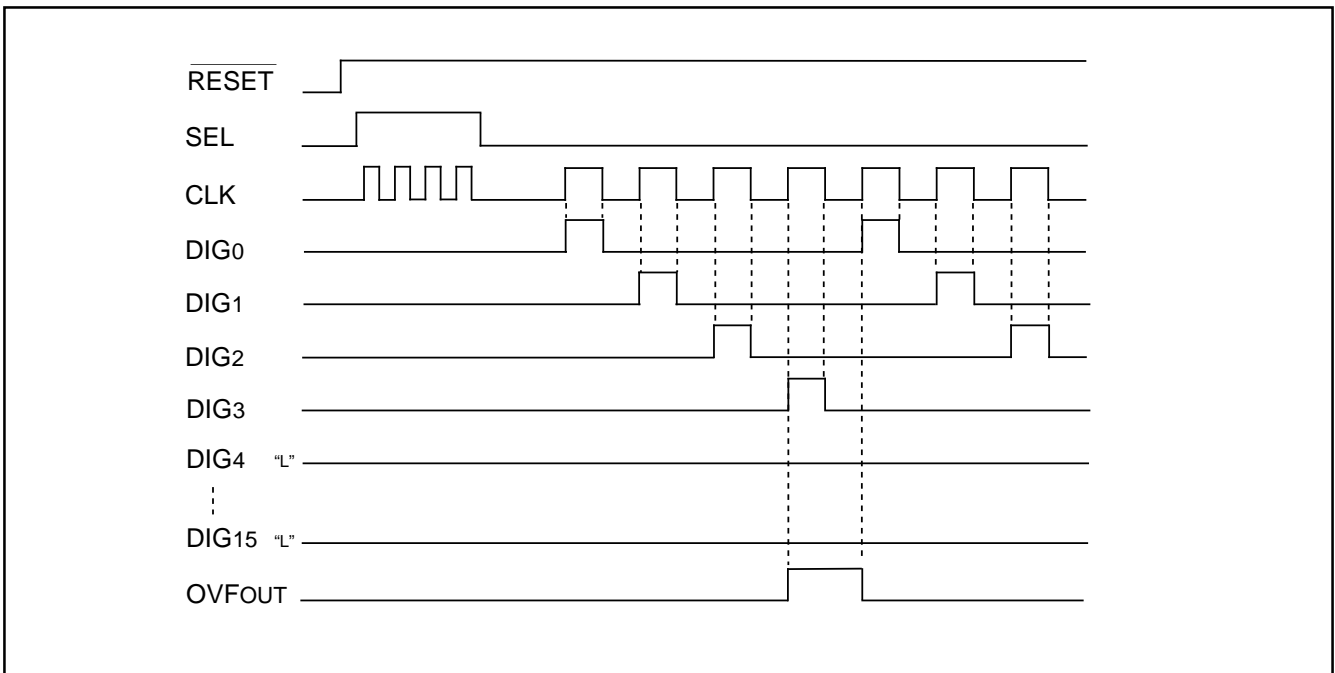 RESET
SEL
CLK
DIG0
DIG1
DIG2
DIG3
DIG4 “L”
DIG15 “L”
OVFOUT